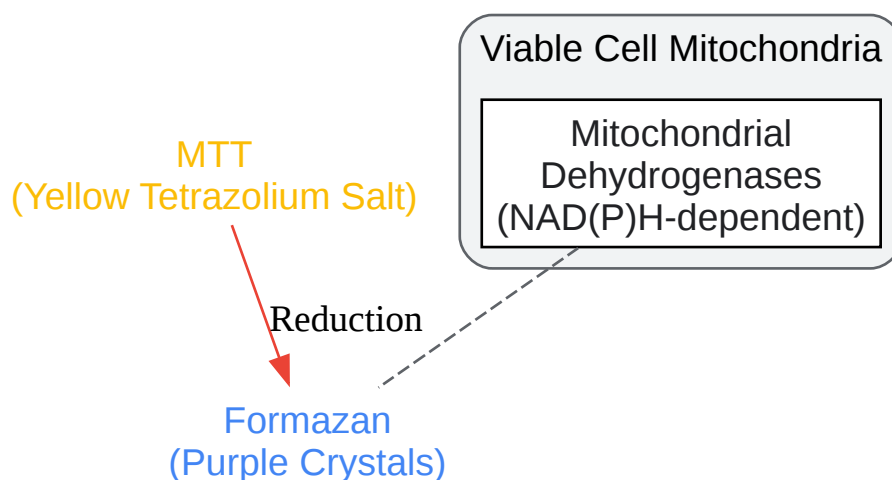 Viable Cell Mitochondria
Mitochondrial
Dehydrogenases
(NAD(P)H-dependent)
MTT
(Yellow Tetrazolium Salt)
Reduction
Formazan
(Purple Crystals)